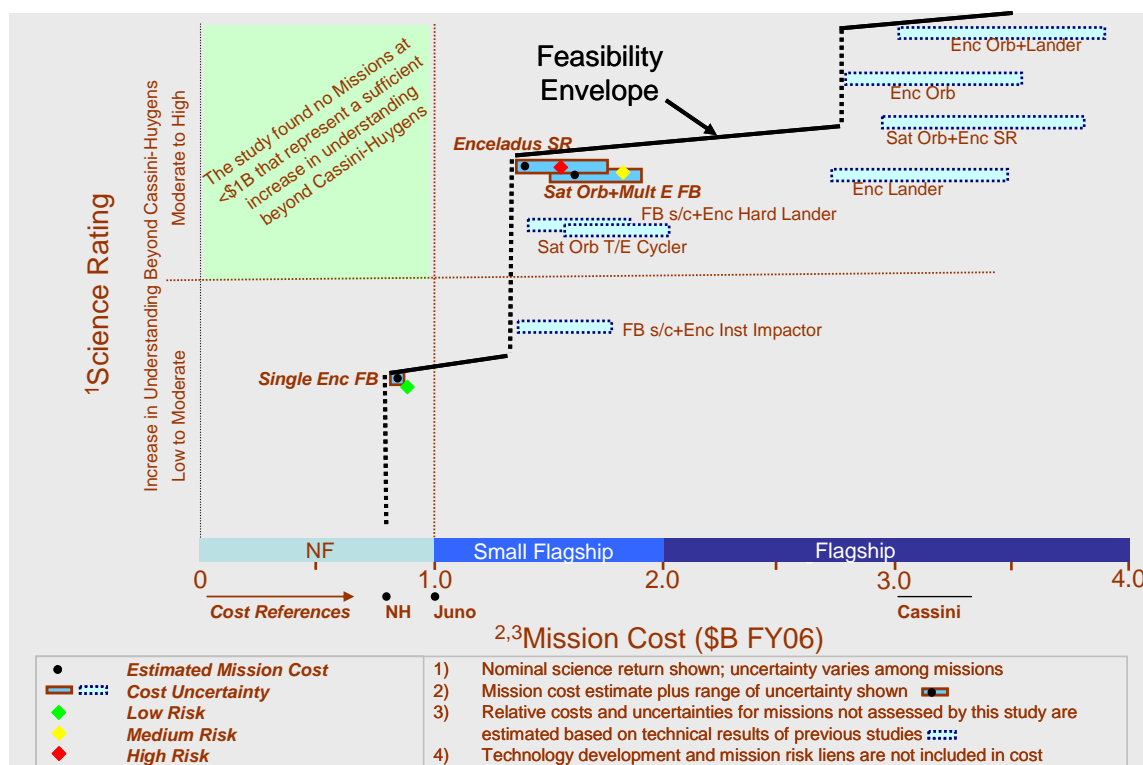 Enc Orb+Lander
Feasibility
Envelope
Enc Orb
Sat Orb+Enc SR
Enceladus SR
Enc Lander
Sat Orb+Mult E FB
FB s/c+Enc Hard Lander
Sat Orb T/E Cycler
FB s/c+Enc Inst Impactor
Single Enc FB
The study found no Missions at
<$1B that represent a sufficient
increase in understanding
beyond Cassini-Huygens
1Science Rating
Increase in Understanding Beyond Cassini-Huygens
Low to Moderate
Moderate to High
NF
Small Flagship
Flagship
0
1.0
2.0
3.0
4.0
Cost References
NH
Juno
Cassini
2,3Mission Cost ($B FY06)
Estimated Mission Cost
Cost Uncertainty
Low Risk
Medium Risk
High Risk
1) Nominal science return shown; uncertainty varies among missions
2) Mission cost estimate plus range of uncertainty shown
3) Relative costs and uncertainties for missions not assessed by this study are
estimated based on technical results of previous studies
4) Technology development and mission risk liens are not included in cost